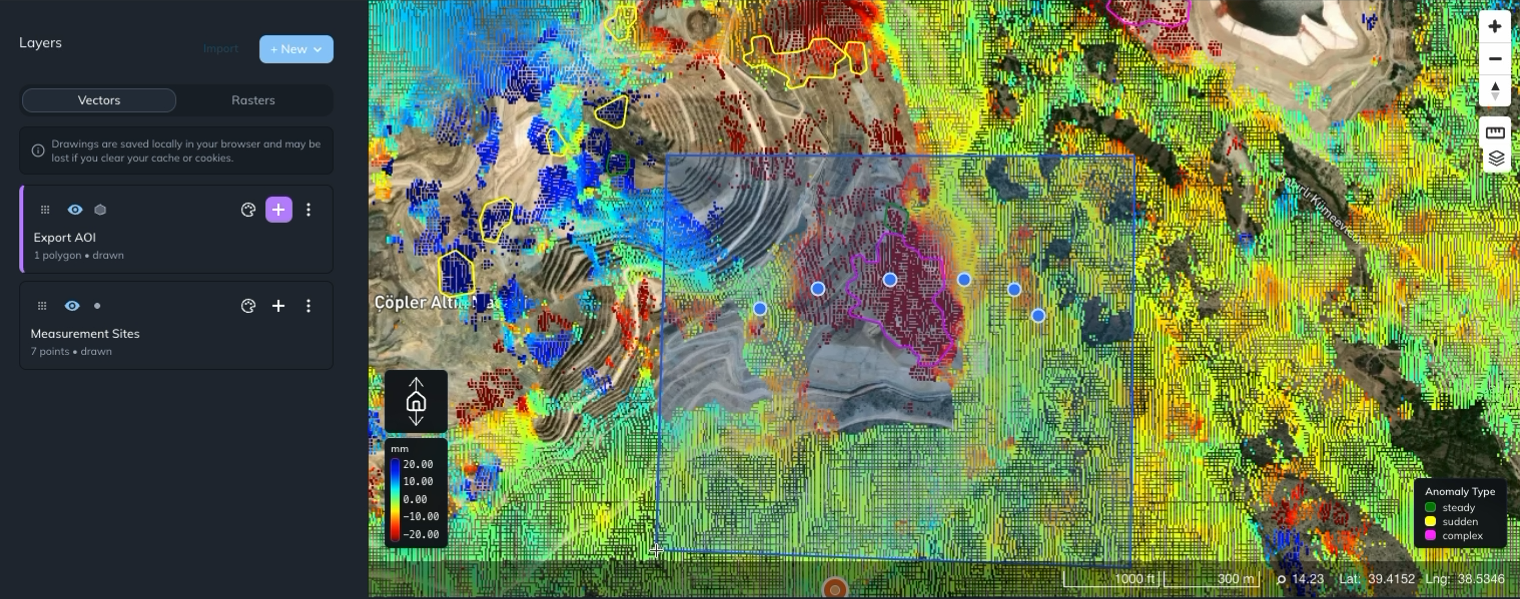 Layers
Import
+ New
Vectors
Rasters
Drawings are saved locally in your browser and may be
lost if you clear your cache or cookies.
Export AOI
1 polygon • drawn
Measurement Sites
7 points • drawn
Çöpler Altı
mm
20.00
10.00
0.00
-10.00
-20.00
Anomaly Type
steady
sudden
complex
1000 ft
300 m
14.23
Lat: 39.4152
Lng: 38.5346